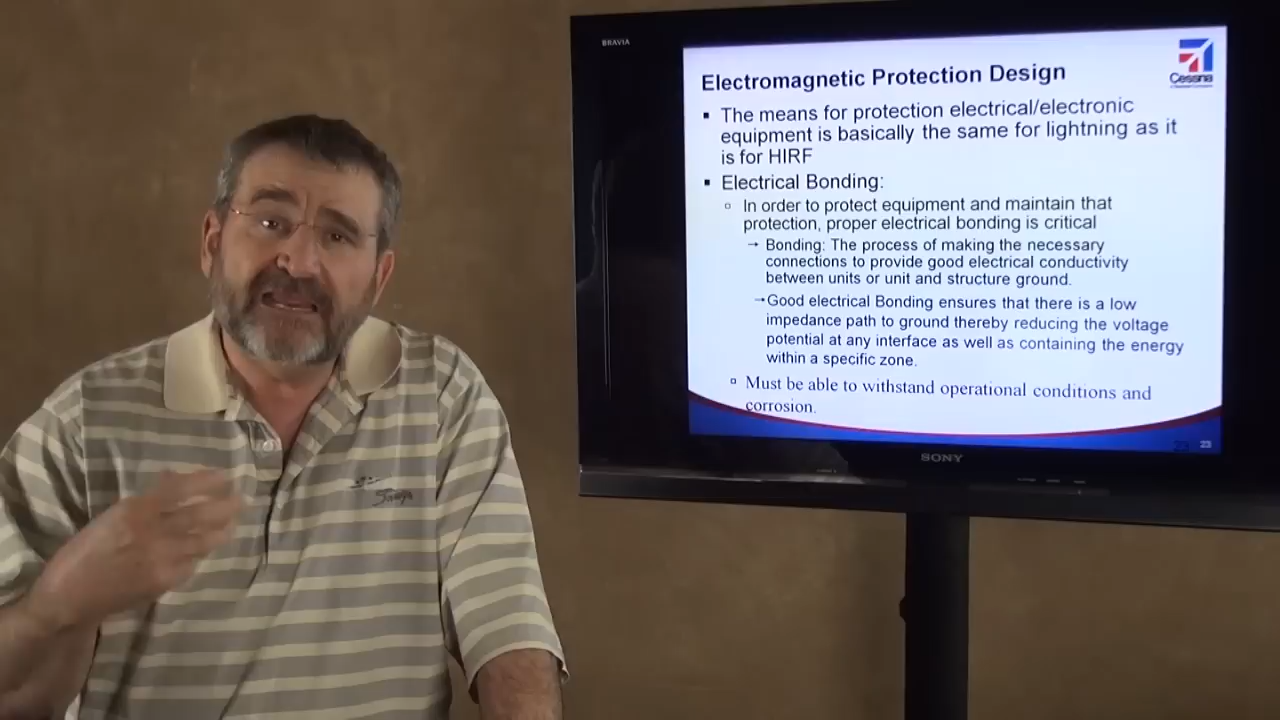 BRAVIA
Cessna
Electromagnetic Protection Design
▪ The means for protection electrical/electronic
equipment is basically the same for lightning as it
is for HIRF
▪ Electrical Bonding:
▫ In order to protect equipment and maintain that
protection, proper electrical bonding is critical
→ Bonding: The process of making the necessary
connections to provide good electrical conductivity
between units or unit and structure ground.
→Good electrical Bonding ensures that there is a low
impedance path to ground thereby reducing the voltage
potential at any interface as well as containing the energy
within a specific zone.
▫ Must be able to withstand operational conditions and
corrosion.
23
SONY